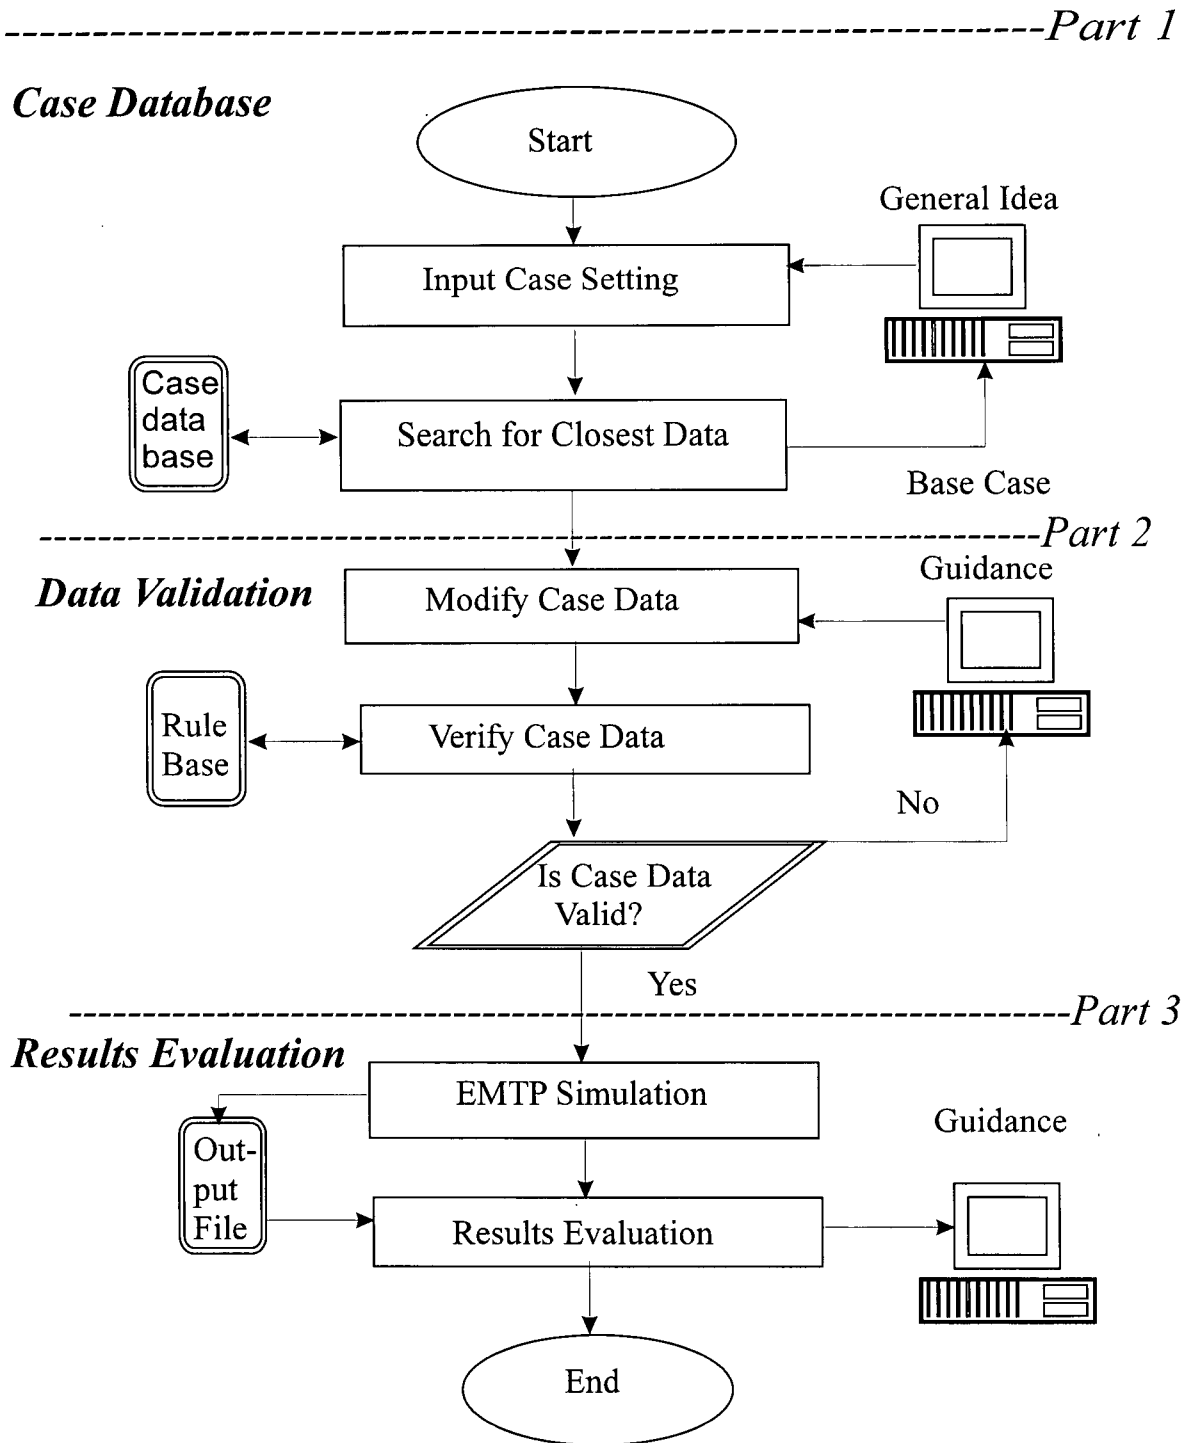 Part 1
Case Database
Start
General Idea
Input Case Setting
Case
data
base
Search for Closest Data
Base Case
Part 2
Guidance
Data Validation
Modify Case Data
Rule
Base
Verify Case Data
No
Is Case Data
Valid?
Yes
Part 3
Results Evaluation
EMTP Simulation
Guidance
Out-
put
File
Results Evaluation
End